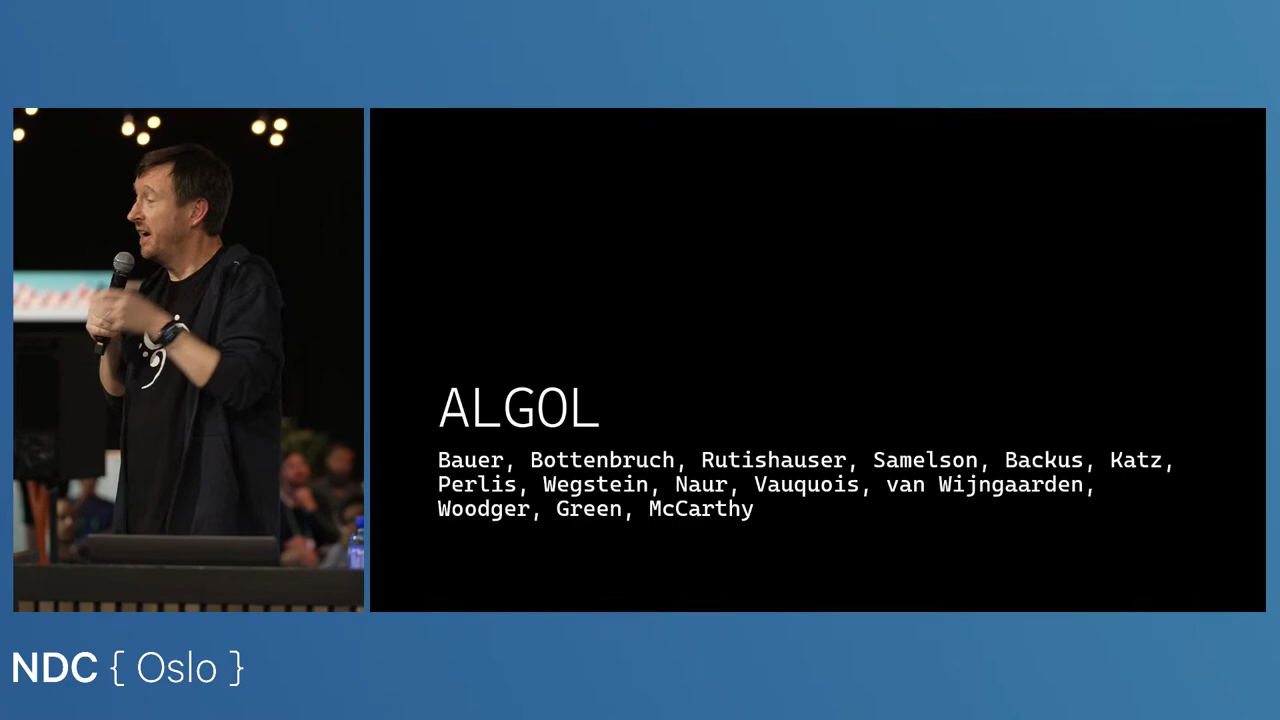 ALGOL
Bauer, Bottenbruch, Rutishauser, Samelson, Backus, Katz,
Perlis, Wegstein, Naur, Vauquois, van Wijngaarden,
Woodger, Green, McCarthy
NDC { Oslo }